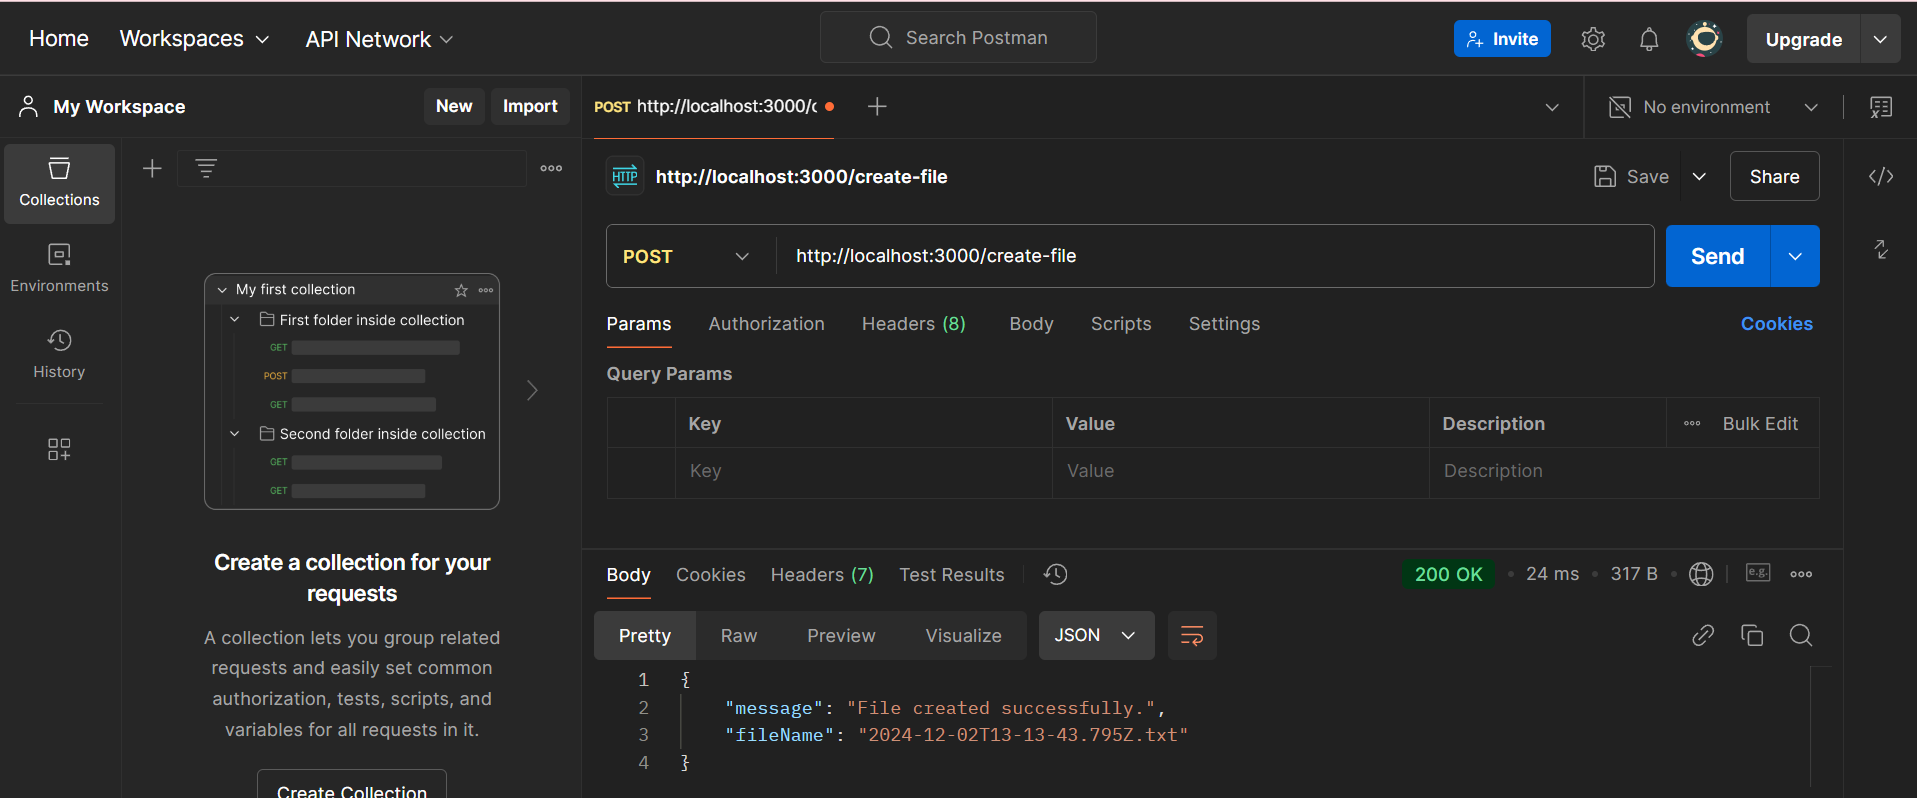 Home Workspaces API Network Search Postman Invite Upgrade
My Workspace New Import
POST http://localhost:3000/c No environment
Collections
Environments
History
My first collection
First folder inside collection
GET
POST
GET
Second folder inside collection
GET
GET
Create a collection for your
requests
A collection lets you group related
requests and easily set common
authorization, tests, scripts, and
variables for all requests in it.
Create Collection
HTTP http://localhost:3000/create-file Save Share
POST http://localhost:3000/create-file Send
Params Authorization Headers (8) Body Scripts Settings Cookies
Query Params
Key Value Description Bulk Edit
Key Value Description
Body Cookies Headers (7) Test Results 200 OK 24 ms 317 B e.g.
Pretty Raw Preview Visualize JSON
1 {
2 "message": "File created successfully.",
3 "fileName": "2024-12-02T13-13-43.795Z.txt"
4 }